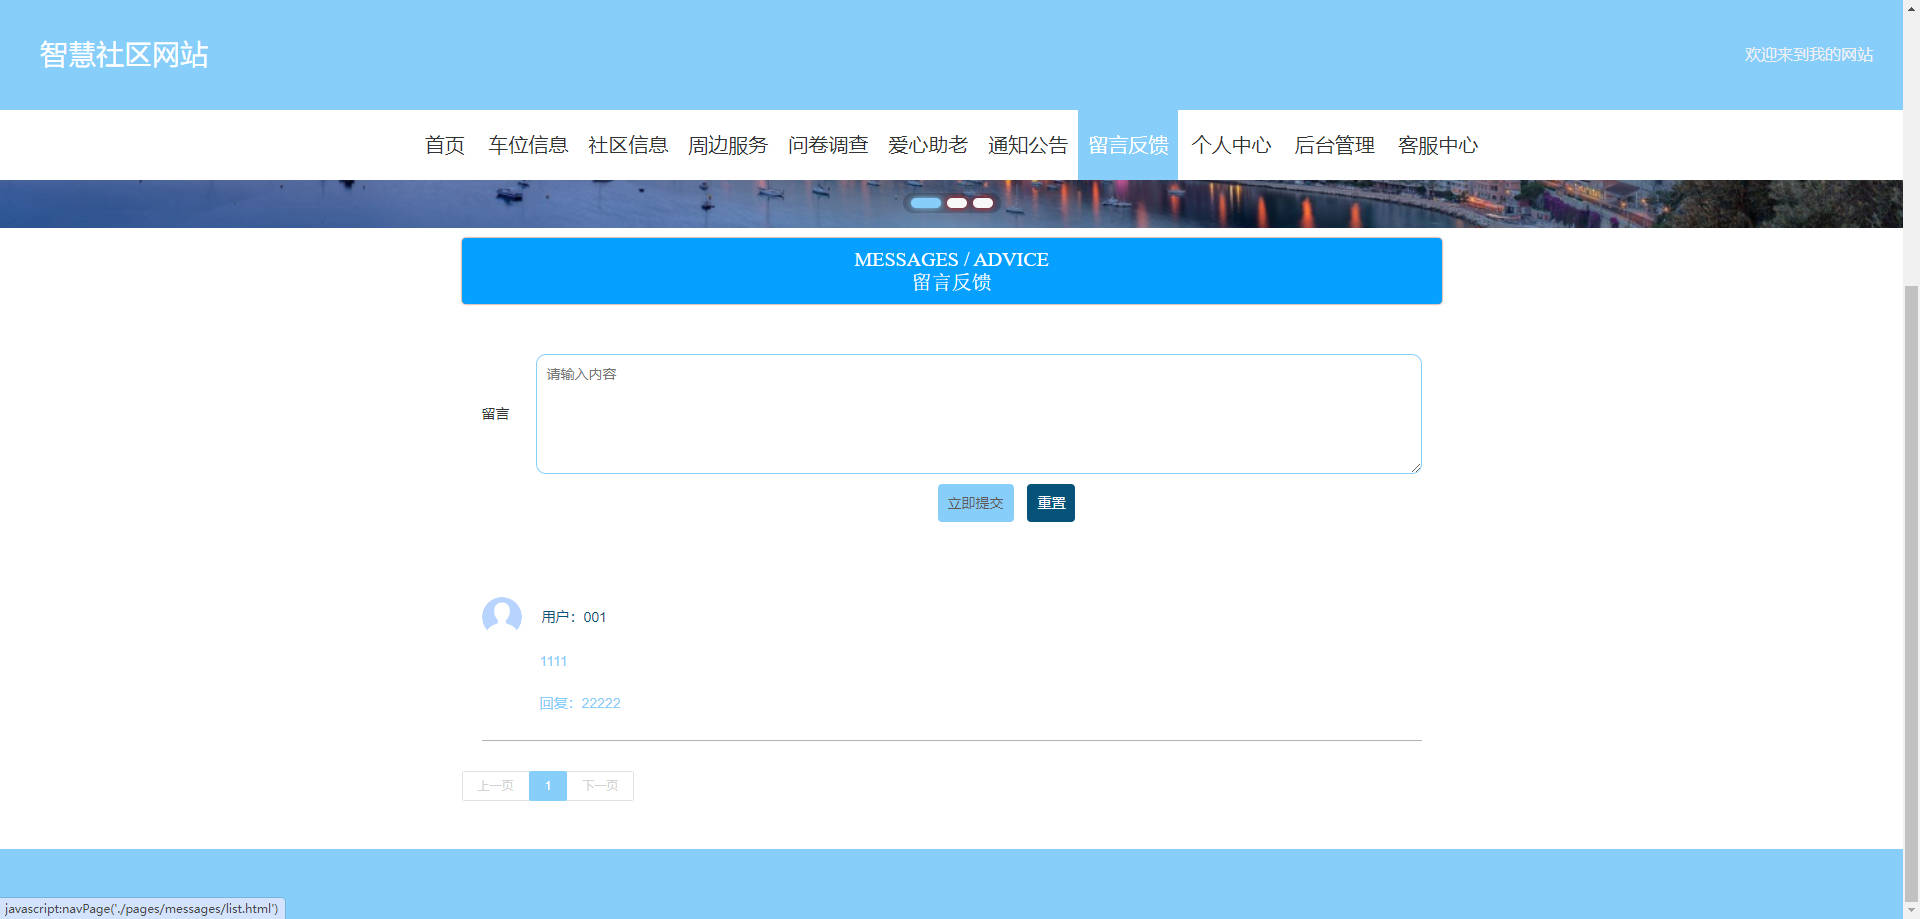 智慧社区网站
欢迎来到我的网站
首页 车位信息 社区信息 周边服务 问卷调查 爱心助老 通知公告 留言反馈 个人中心 后台管理 客服中心
MESSAGES / ADVICE
留言反馈
请输入内容
留言
立即提交 重置
用户：001
1111
回复：22222
上一页 1 下一页
javascript:navPage('./pages/messages/list.html')